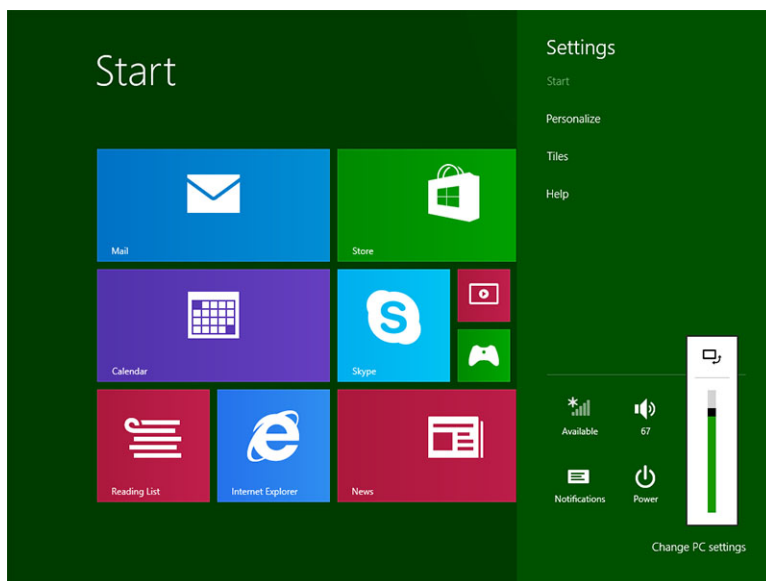 Start
Mail
Store
Calendar
Skype
Reading List
Internet Explorer
News
Settings
Start
Personalize
Tiles
Help
Available
67
Notifications
Power
Change PC settings